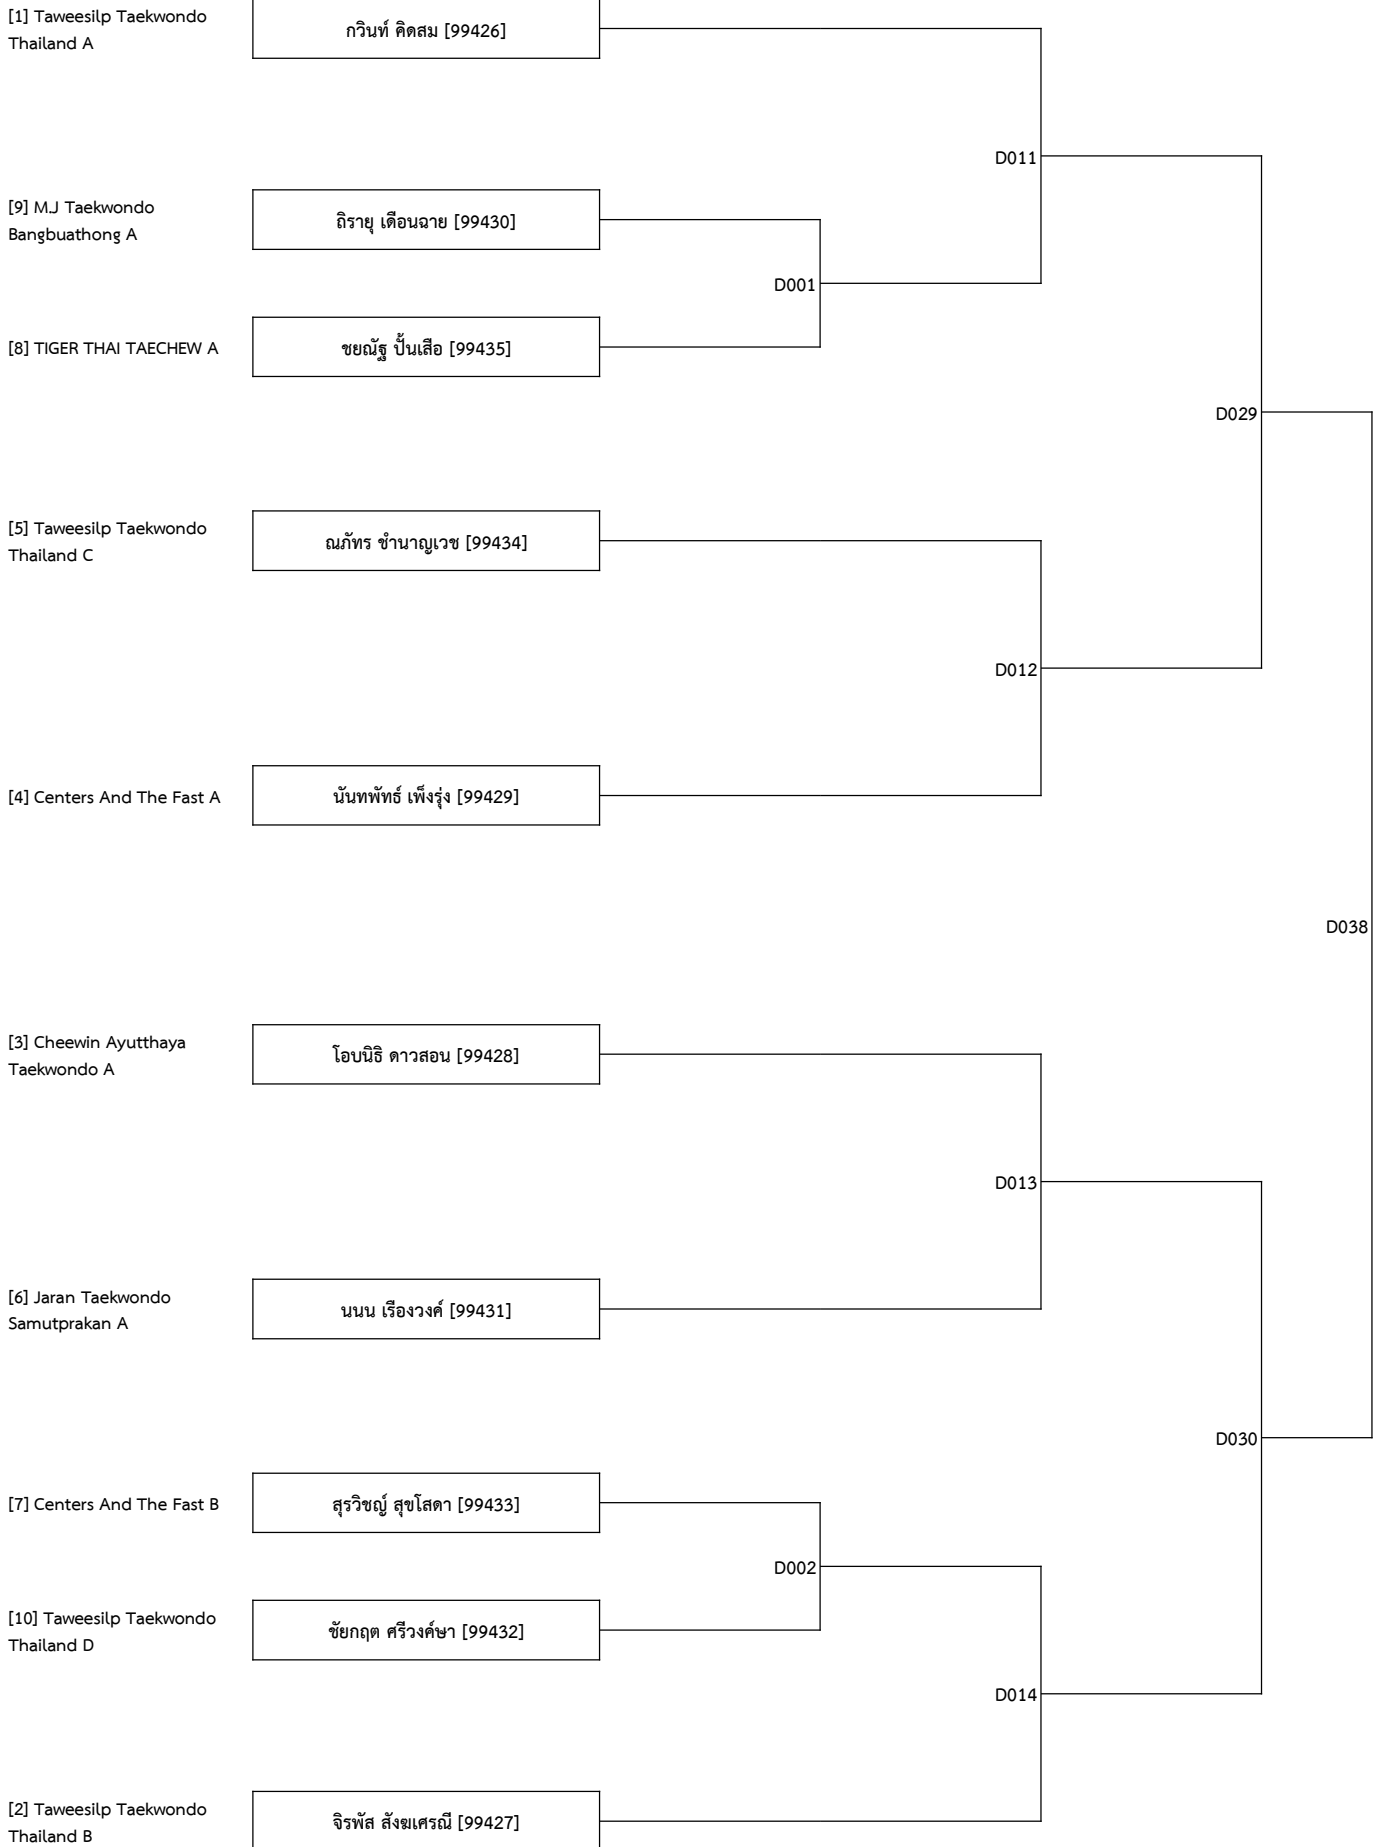 [1] Taweesilp Taekwondo
Thailand A
กวินท์ คิดสม [99426]
D011
[9] M.J Taekwondo
Bangbuathong A
ถิรายุ เดือนฉาย [99430]
D001
[8] TIGER THAI TAECHEW A
ชยณัฐ ปั้นเสือ [99435]
D029
[5] Taweesilp Taekwondo
Thailand C
ณภัทร ชำนาญเวช [99434]
D012
[4] Centers And The Fast A
นันทพัทธ์ เพ็งรุ่ง [99429]
D038
[3] Cheewin Ayutthaya
Taekwondo A
โอบนิธิ ดาวสอน [99428]
D013
[6] Jaran Taekwondo
Samutprakan A
นนน เรืองวงค์ [99431]
D030
[7] Centers And The Fast B
สุรวิชญ์ สุขโสดา [99433]
D002
[10] Taweesilp Taekwondo
Thailand D
ชัยกฤต ศรีวงค์ษา [99432]
D014
[2] Taweesilp Taekwondo
Thailand B
จิรพัส สังฆเศรณี [99427]